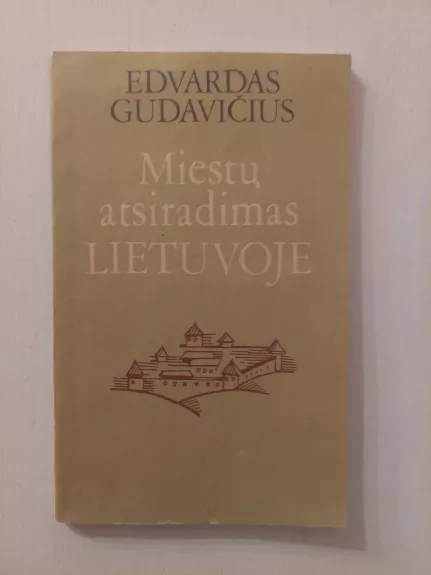 EDVARDAS
GUDAVIČIUS
Miestų
atsiradimas
LIETUVOJE